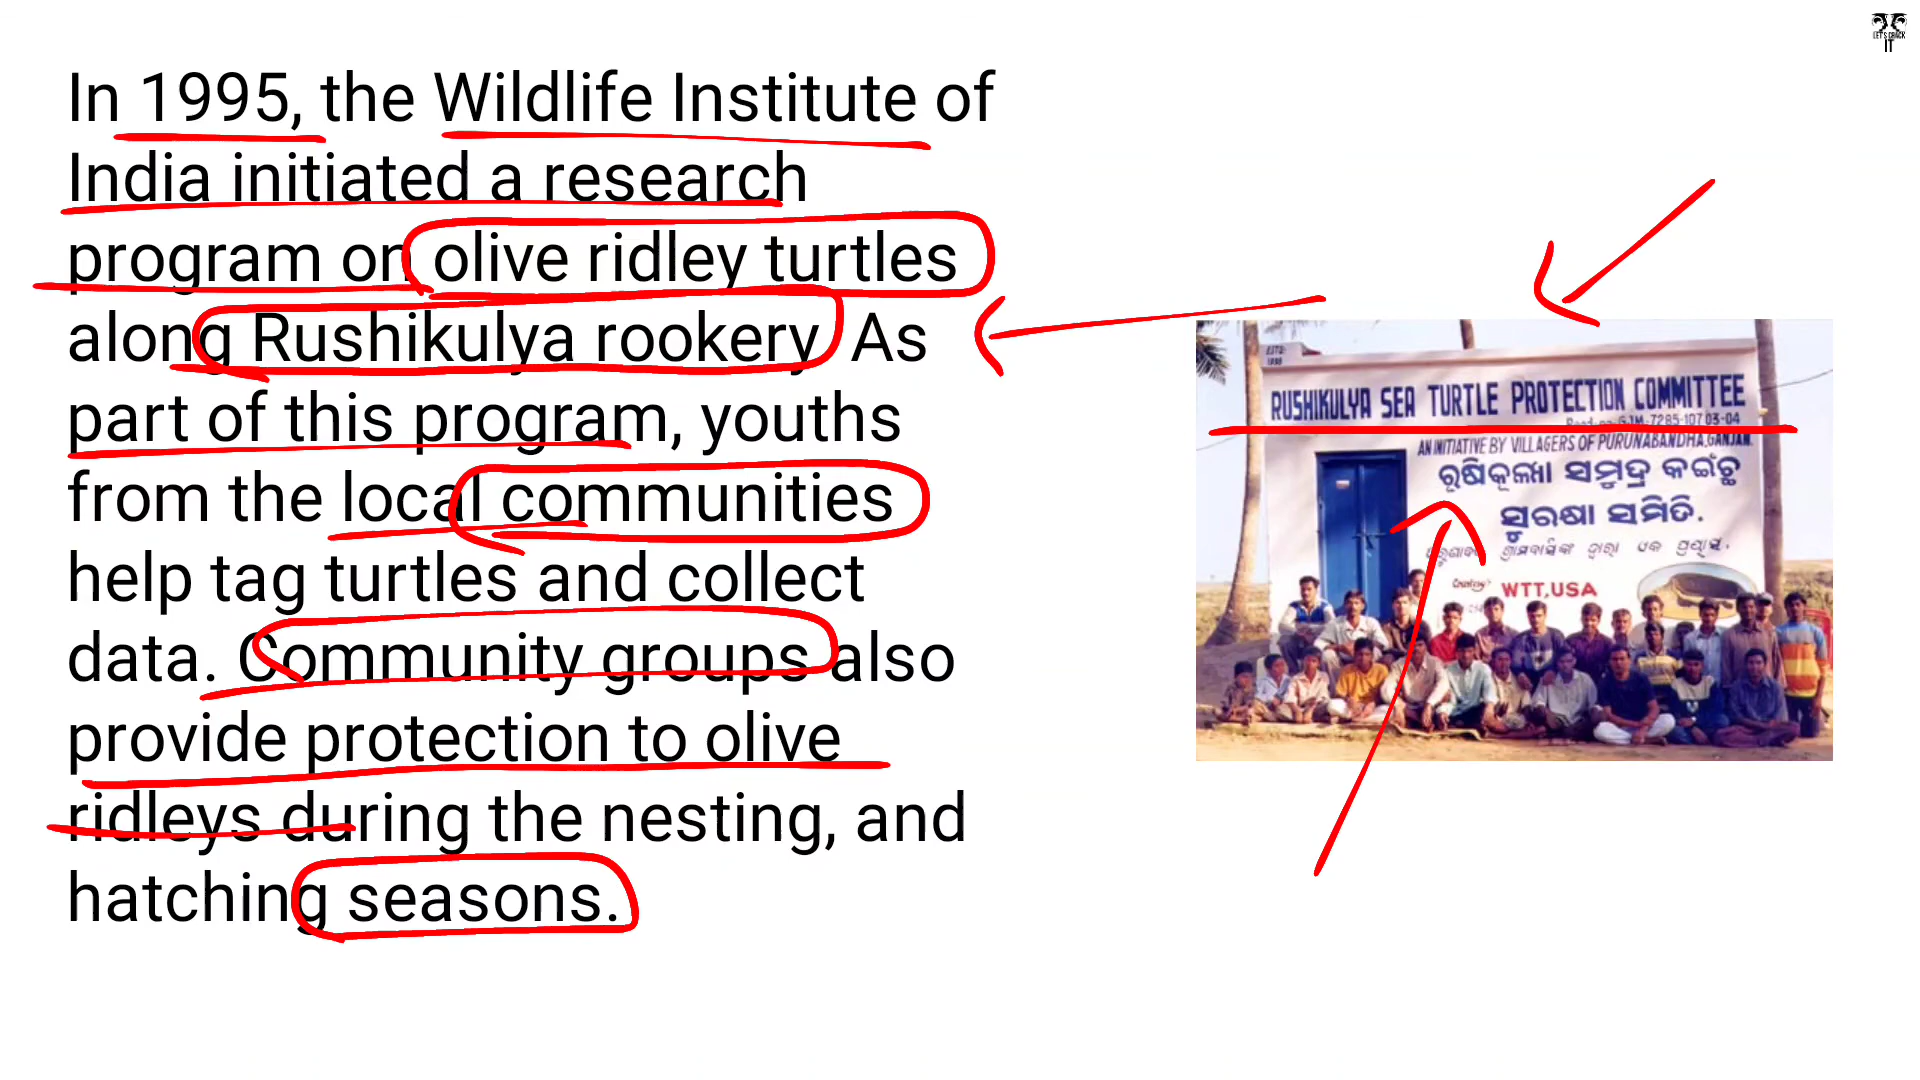 In 1995, the Wildlife Institute of
India initiated a research
program on olive ridley turtles
along Rushikulya rookery. As
part of this program, youths
from the local communities
help tag turtles and collect
data. Community groups also
provide protection to olive
ridleys during the nesting, and
hatching seasons.
LET'S CRACK
IT
RUSHIKULYA SEA TURTLE PROTECTION COMMITTEE
AN INITIATIVE BY VILLAGERS OF PURUNABANDHA,GANJAM.
ଋଷିକୂଲ୍ୟା ସମୁଦ୍ର କଇଁଚ୍ଛ
ସୁରକ୍ଷା ସମିତି.
WTT,USA